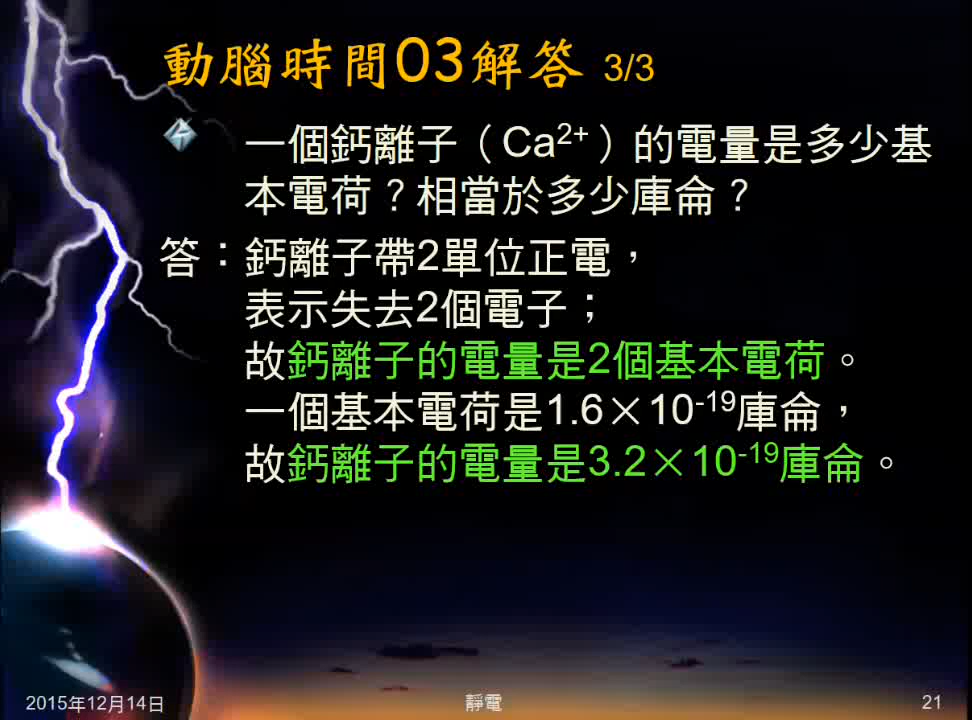 動腦時間03解答 3/3
一個鈣離子（Ca²⁺）的電量是多少基
本電荷？相當於多少庫侖？
答：鈣離子帶2單位正電，
表示失去2個電子；
故鈣離子的電量是2個基本電荷。
一個基本電荷是1.6×10⁻¹⁹庫侖，
故鈣離子的電量是3.2×10⁻¹⁹庫侖。
2015年12月14日 靜電 21